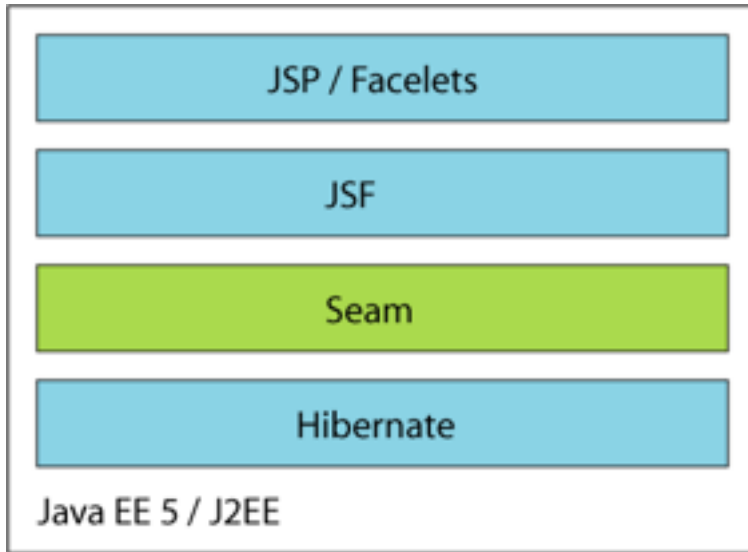 JSP / Facelets
JSF
Seam
Hibernate
Java EE 5 / J2EE